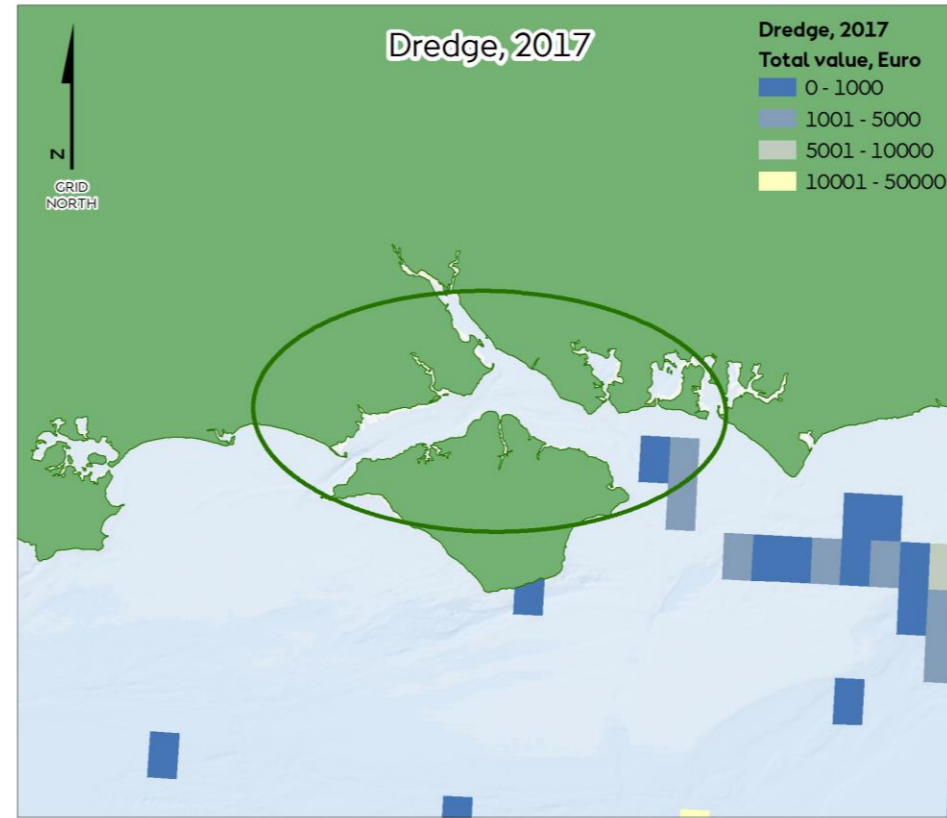 Dredge, 2017
Dredge, 2017
Total value, Euro
0 - 1000
1001 - 5000
5001 - 10000
10001 - 50000
N
GRID
NORTH